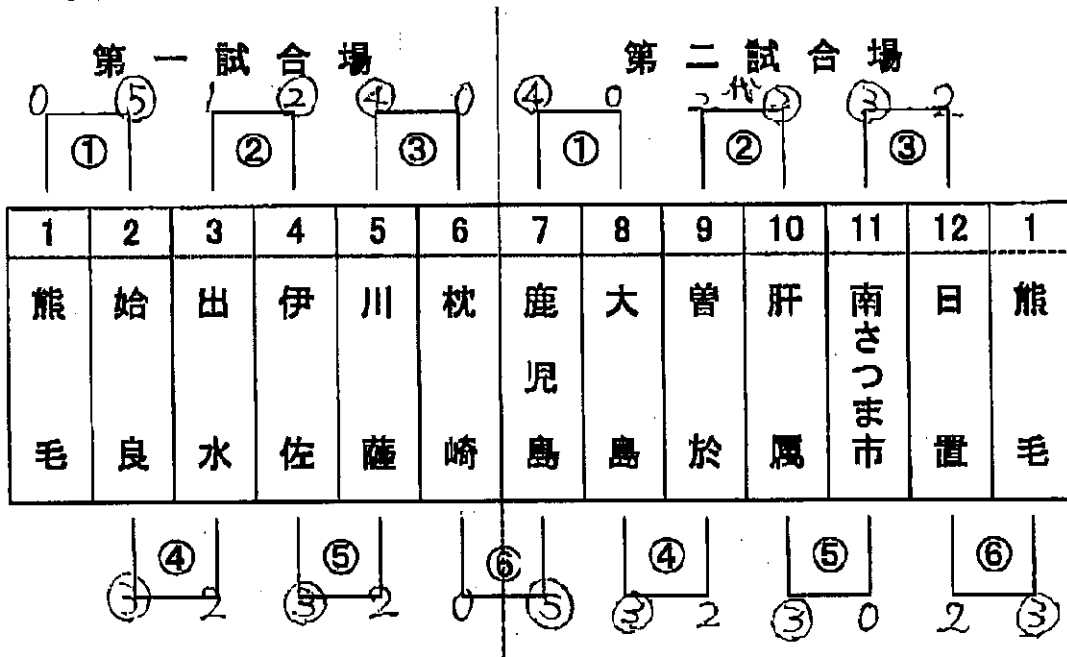 第一試合場 第二試合場
0 ⑤ 1 ② ④ 0 ④ 0 2 代 ② ③ 2
① ② ③ ① ② ③
1 2 3 4 5 6 7 8 9 10 11 12 1
熊毛 姶良 出水 伊佐 川薩 枕崎 鹿児島 大島 曽於 肝属 南さつま市 日置 熊毛
④ ⑤ ⑥ ④ ⑤ ⑥
③ 2 ③ 2 0 ⑤ ③ 2 ③ 0 2 ③